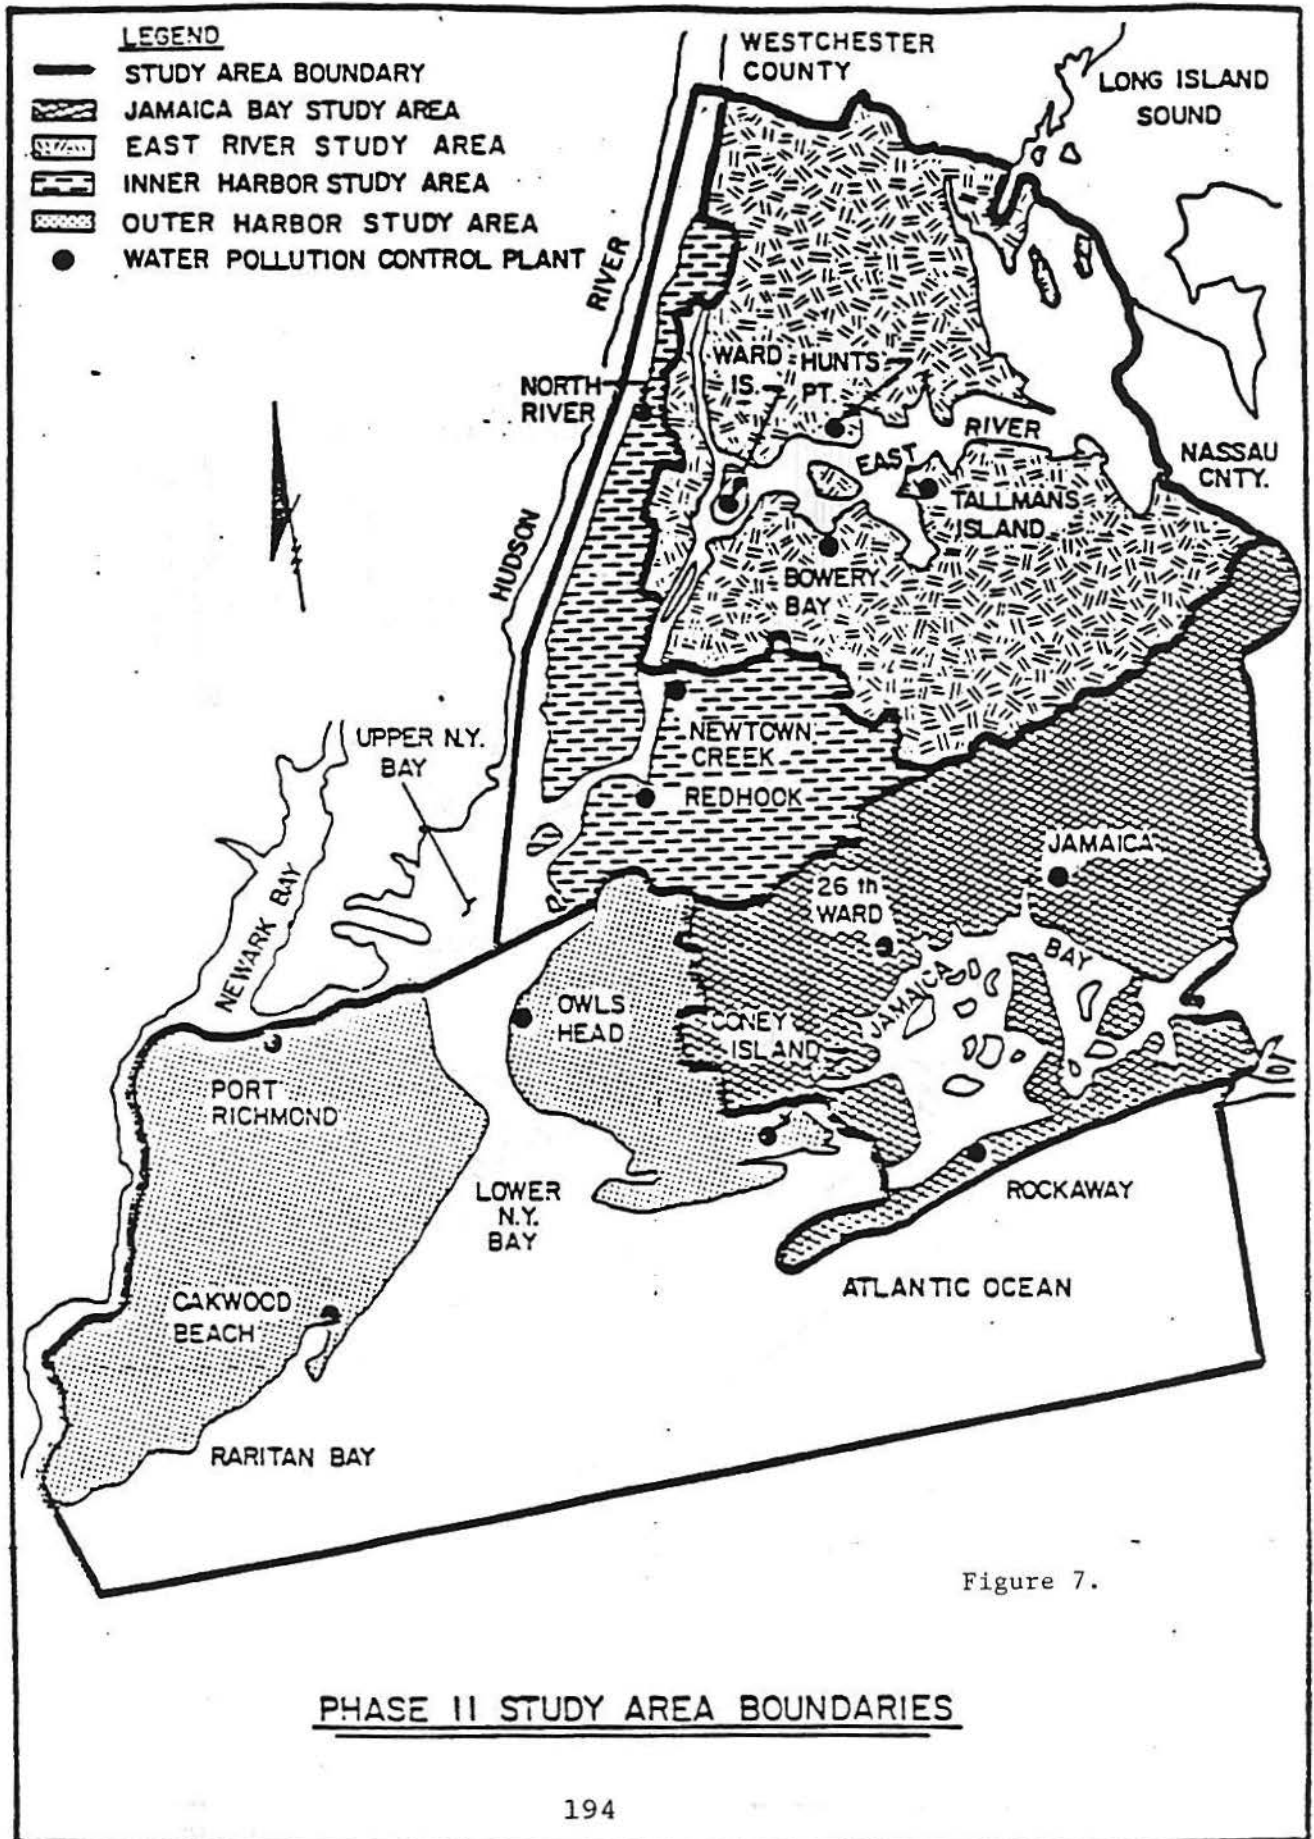 LEGEND
STUDY AREA BOUNDARY
JAMAICA BAY STUDY AREA
EAST RIVER STUDY AREA
INNER HARBOR STUDY AREA
OUTER HARBOR STUDY AREA
WATER POLLUTION CONTROL PLANT
WESTCHESTER
COUNTY
LONG ISLAND
SOUND
HUDSON RIVER
NORTH
RIVER
WARD
IS.
HUNTS
PT.
EAST RIVER
NASSAU
CNTY.
TALLMANS
ISLAND
BOWERY
BAY
UPPER N.Y.
BAY
NEWTOWN
CREEK
REDHOOK
JAMAICA
26 th
WARD
NEWARK BAY
JAMAICA BAY
OWLS
HEAD
CONEY
ISLAND
PORT
RICHMOND
LOWER
N.Y.
BAY
ROCKAWAY
ATLANTIC OCEAN
OAKWOOD
BEACH
RARITAN BAY
Figure 7.
PHASE II STUDY AREA BOUNDARIES
194